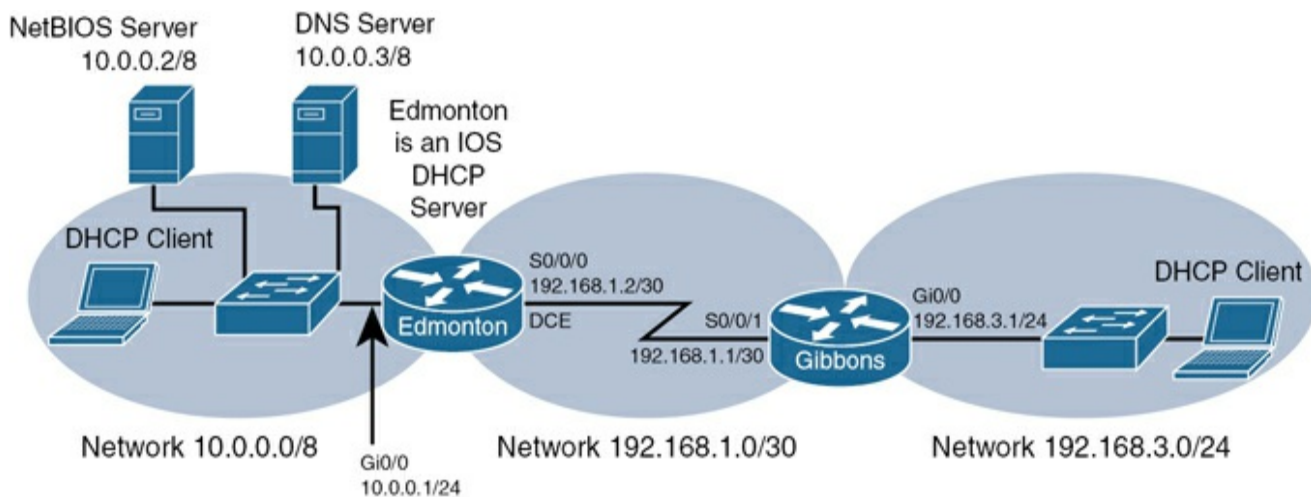 NetBIOS Server
10.0.0.2/8
DNS Server
10.0.0.3/8
Edmonton
is an IOS
DHCP
Server
DHCP Client
Edmonton
S0/0/0
192.168.1.2/30
DCE
S0/0/1
192.168.1.1/30
Gibbons
Gi0/0
192.168.3.1/24
DHCP Client
Network 10.0.0.0/8
Network 192.168.1.0/30
Network 192.168.3.0/24
Gi0/0
10.0.0.1/24